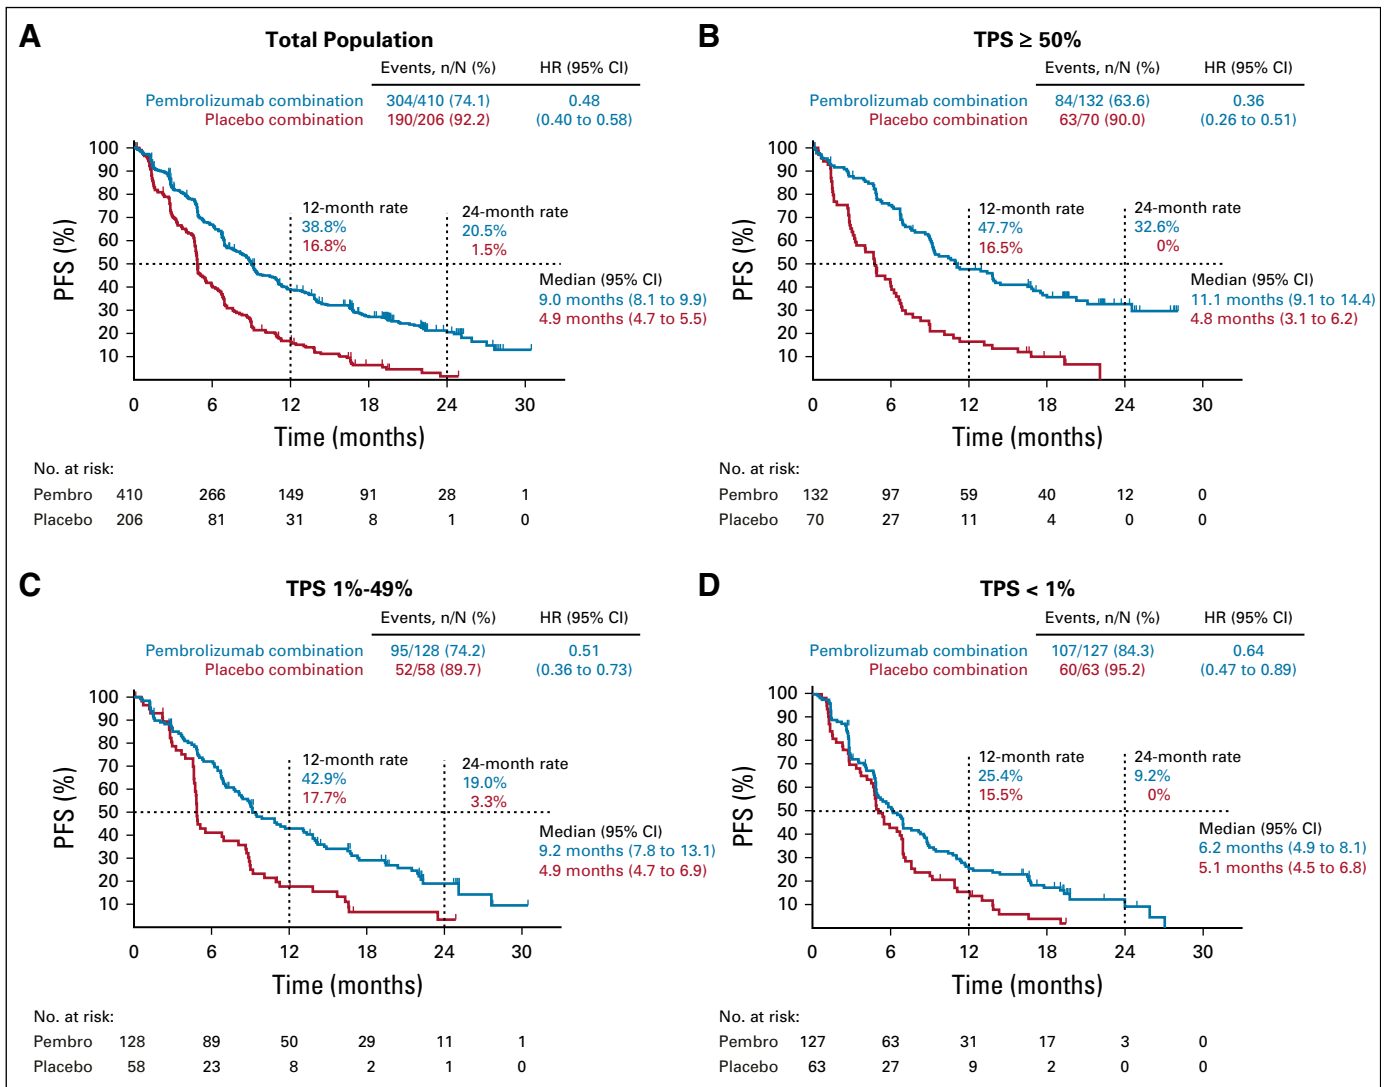 A
Total Population
Events, n/N (%) HR (95% CI)
Pembrolizumab combination 304/410 (74.1) 0.48
Placebo combination 190/206 (92.2) (0.40 to 0.58)
100
90
80
70
60
50
40
30
20
10
PFS (%)
12-month rate
38.8%
16.8%
24-month rate
20.5%
1.5%
Median (95% CI)
9.0 months (8.1 to 9.9)
4.9 months (4.7 to 5.5)
0 6 12 18 24 30
Time (months)
No. at risk:
Pembro 410 266 149 91 28 1
Placebo 206 81 31 8 1 0
B
TPS ≥ 50%
Events, n/N (%) HR (95% CI)
Pembrolizumab combination 84/132 (63.6) 0.36
Placebo combination 63/70 (90.0) (0.26 to 0.51)
100
90
80
70
60
50
40
30
20
10
PFS (%)
12-month rate
47.7%
16.5%
24-month rate
32.6%
0%
Median (95% CI)
11.1 months (9.1 to 14.4)
4.8 months (3.1 to 6.2)
0 6 12 18 24 30
Time (months)
No. at risk:
Pembro 132 97 59 40 12 0
Placebo 70 27 11 4 0 0
C
TPS 1%-49%
Events, n/N (%) HR (95% CI)
Pembrolizumab combination 95/128 (74.2) 0.51
Placebo combination 52/58 (89.7) (0.36 to 0.73)
100
90
80
70
60
50
40
30
20
10
PFS (%)
12-month rate
42.9%
17.7%
24-month rate
19.0%
3.3%
Median (95% CI)
9.2 months (7.8 to 13.1)
4.9 months (4.7 to 6.9)
0 6 12 18 24 30
Time (months)
No. at risk:
Pembro 128 89 50 29 11 1
Placebo 58 23 8 2 1 0
D
TPS < 1%
Events, n/N (%) HR (95% CI)
Pembrolizumab combination 107/127 (84.3) 0.64
Placebo combination 60/63 (95.2) (0.47 to 0.89)
100
90
80
70
60
50
40
30
20
10
PFS (%)
12-month rate
25.4%
15.5%
24-month rate
9.2%
0%
Median (95% CI)
6.2 months (4.9 to 8.1)
5.1 months (4.5 to 6.8)
0 6 12 18 24 30
Time (months)
No. at risk:
Pembro 127 63 31 17 3 0
Placebo 63 27 9 2 0 0